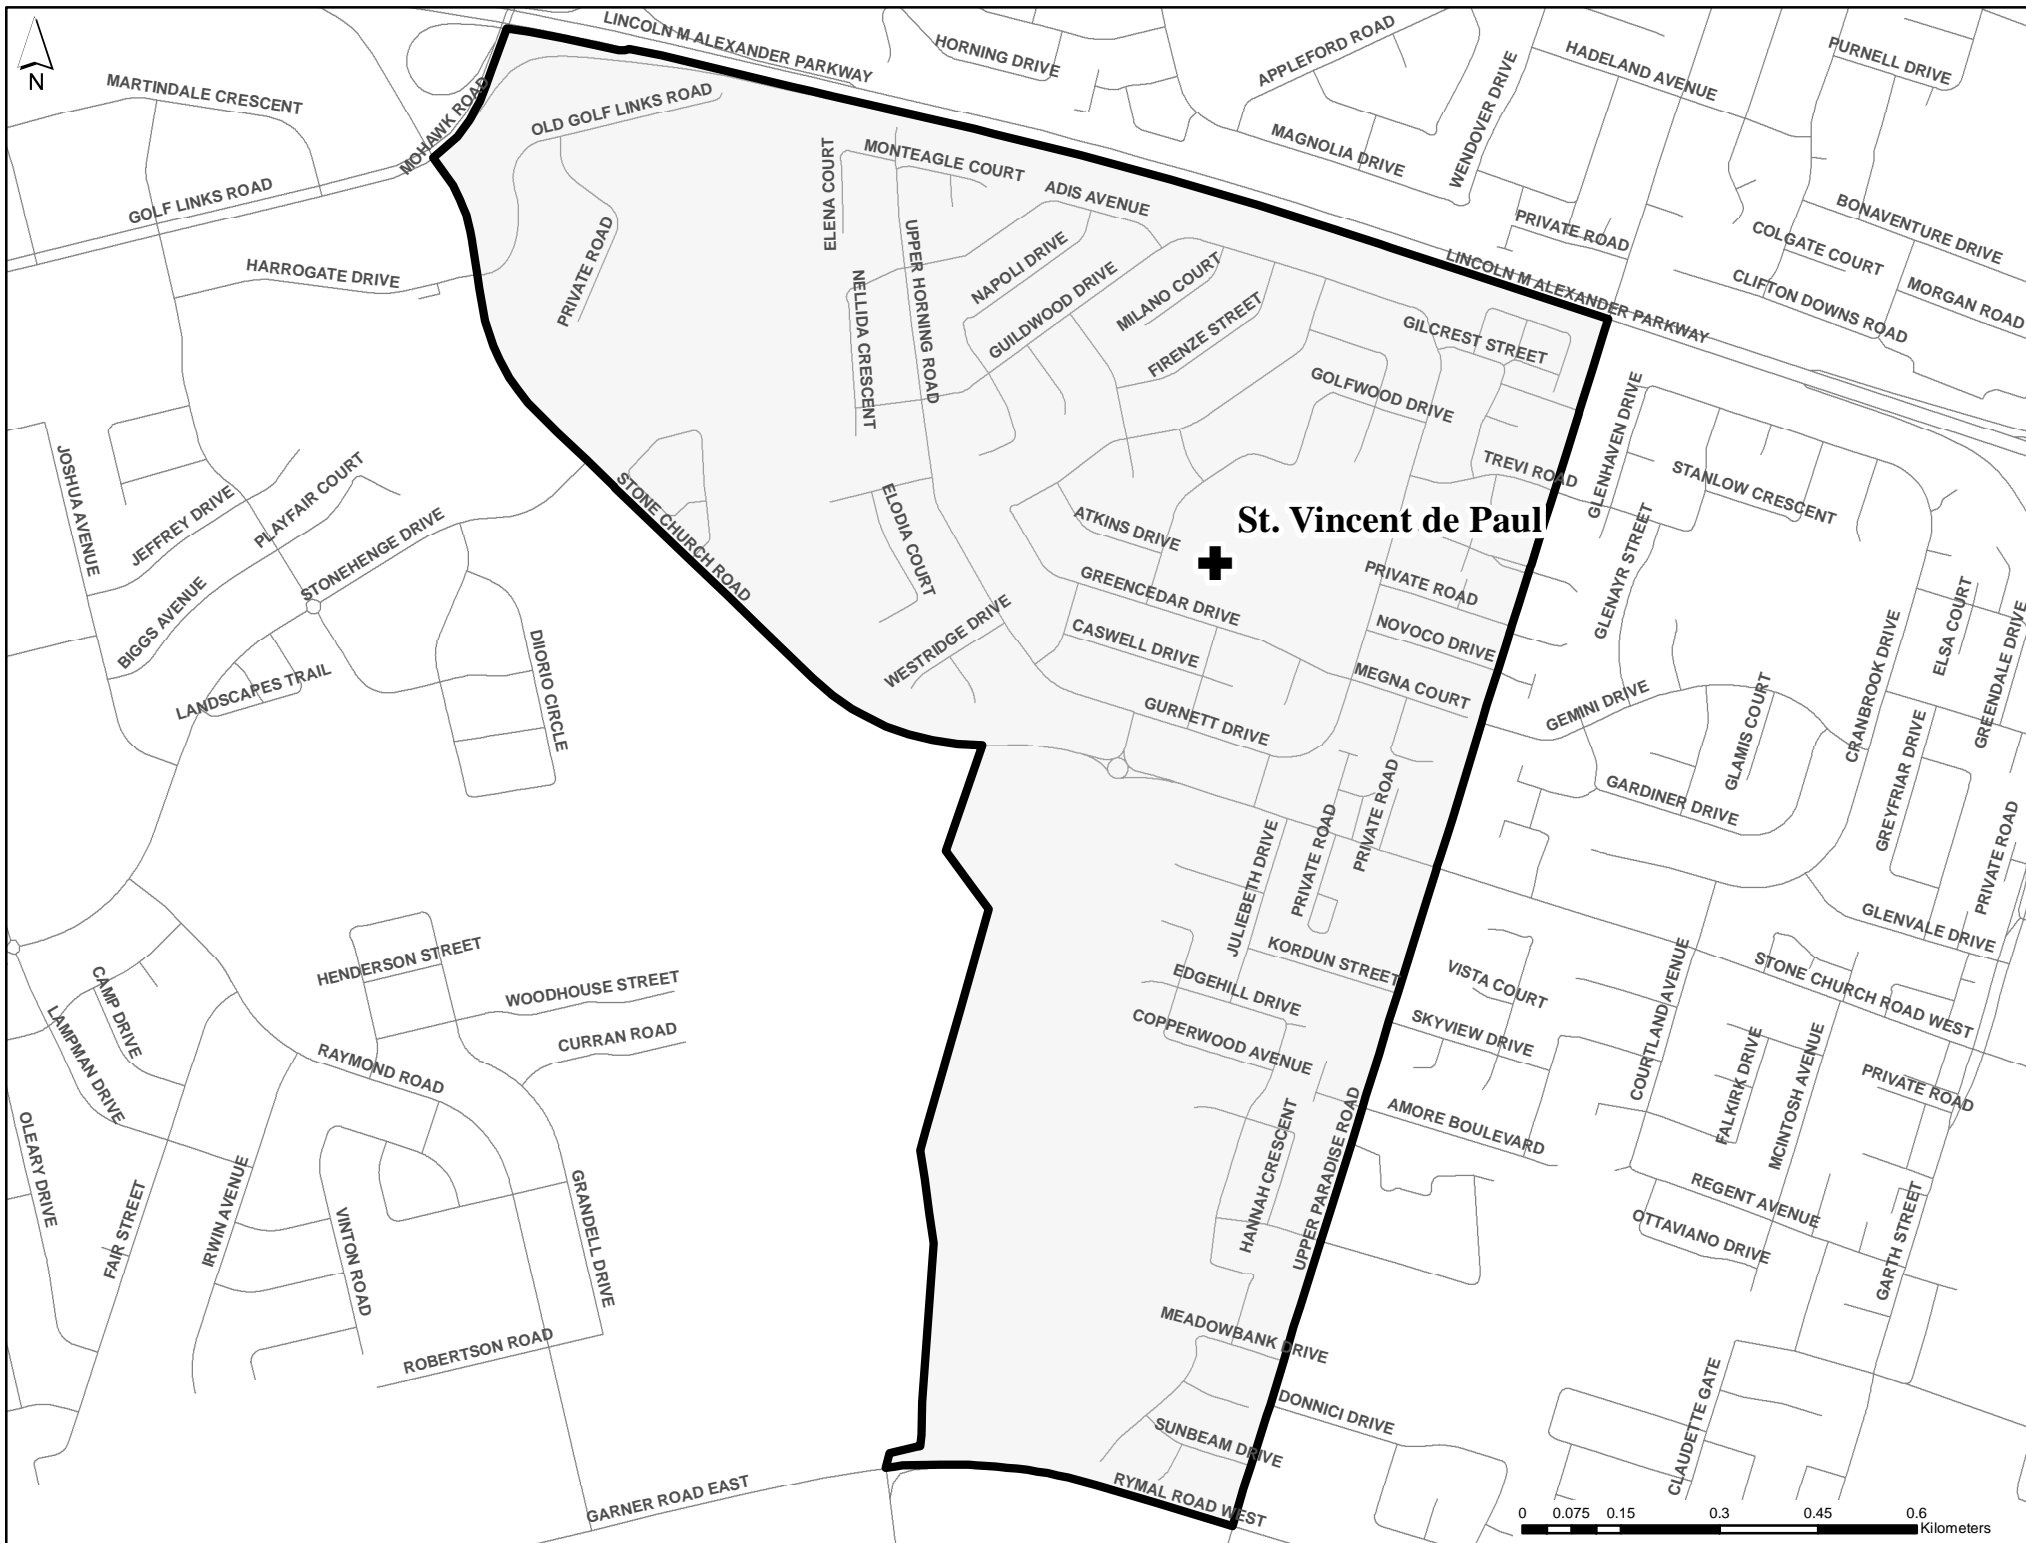 LINCOLN M ALEXANDER PARKWAY
HORNING DRIVE
APPLEFORD ROAD
HADELAND AVENUE
PURNELL DRIVE
N
MARTINDALE CRESCENT
MOHAWK ROAD
OLD GOLF LINKS ROAD
WENDOVER DRIVE
MAGNOLIA DRIVE
ELENA COURT
MONTEAGLE COURT
ADIS AVENUE
GOLF LINKS ROAD
PRIVATE ROAD
BONAVENTURE DRIVE
COLGATE COURT
HARROGATE DRIVE
PRIVATE ROAD
UPPER HORNING ROAD
NAPOLI DRIVE
GUILDWOOD DRIVE
MILANO COURT
LINCOLN M ALEXANDER PARKWAY
CLIFTON DOWNS ROAD
MORGAN ROAD
NELLIDA CRESCENT
FIRENZE STREET
GILCREST STREET
GOLFWOOD DRIVE
GLENHAVEN DRIVE
JOSHUA AVENUE
JEFFREY DRIVE
PLAYFAIR COURT
TREVI ROAD
STANLOW CRESCENT
STONE CHURCH ROAD
ELODIA COURT
ATKINS DRIVE
St. Vincent de Paul
STONEHENGE DRIVE
GLENAYR STREET
BIGGS AVENUE
GREENCEDAR DRIVE
PRIVATE ROAD
ELSA COURT
GREENDALE DRIVE
WESTRIDGE DRIVE
CASWELL DRIVE
NOVOCO DRIVE
CRANBROOK DRIVE
LANDSCAPES TRAIL
DIIORIO CIRCLE
MEGNA COURT
GURNETT DRIVE
GEMINI DRIVE
GLAMIS COURT
GREYFRIAR DRIVE
PRIVATE ROAD
PRIVATE ROAD
GARDINER DRIVE
PRIVATE ROAD
JULIEBETH DRIVE
GLENVALE DRIVE
HENDERSON STREET
KORDUN STREET
CAMP DRIVE
WOODHOUSE STREET
EDGEHILL DRIVE
VISTA COURT
COURTLAND AVENUE
STONE CHURCH ROAD WEST
LAMPMAN DRIVE
CURRAN ROAD
COPPERWOOD AVENUE
SKYVIEW DRIVE
RAYMOND ROAD
FALKIRK DRIVE
MCINTOSH AVENUE
PRIVATE ROAD
OLEARY DRIVE
HANNAH CRESCENT
UPPER PARADISE ROAD
AMORE BOULEVARD
FAIR STREET
IRWIN AVENUE
VINTON ROAD
GRANDELL DRIVE
REGENT AVENUE
OTTAVIANO DRIVE
GARTH STREET
ROBERTSON ROAD
MEADOWBANK DRIVE
DONNICI DRIVE
CLAUDETTE GATE
SUNBEAM DRIVE
GARNER ROAD EAST
RYMAL ROAD WEST
0 0.075 0.15 0.3 0.45 0.6
Kilometers